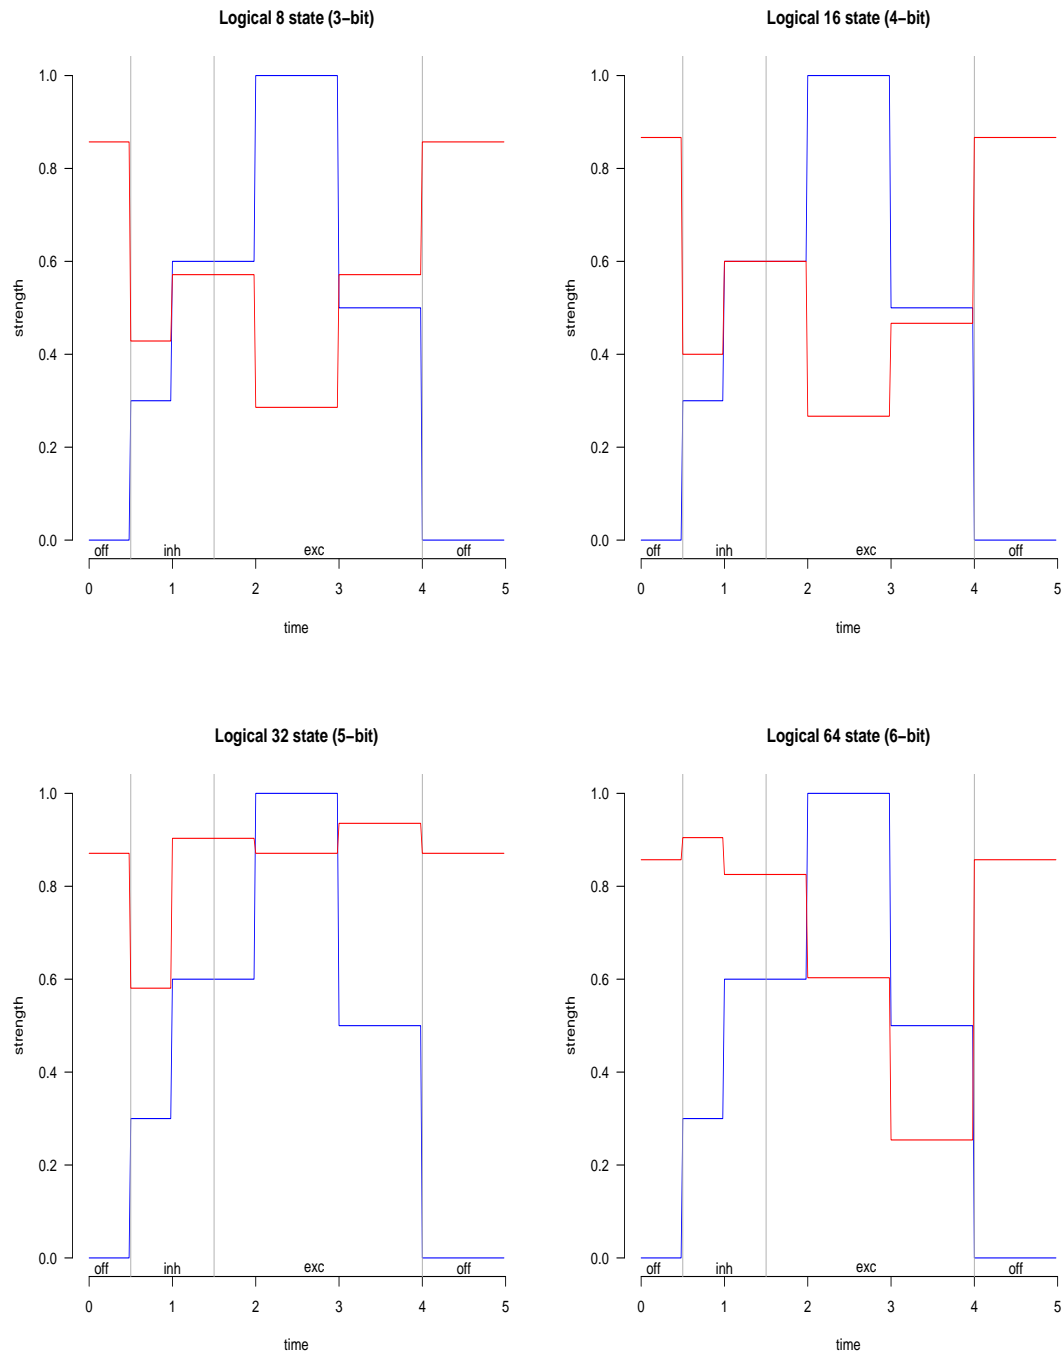 Logical 8 state (3−bit)
strength
1.0
0.8
0.6
0.4
0.2
0.0
off inh exc off
0 1 2 3 4 5
time
Logical 16 state (4−bit)
strength
1.0
0.8
0.6
0.4
0.2
0.0
off inh exc off
0 1 2 3 4 5
time
Logical 32 state (5−bit)
strength
1.0
0.8
0.6
0.4
0.2
0.0
off inh exc off
0 1 2 3 4 5
time
Logical 64 state (6−bit)
strength
1.0
0.8
0.6
0.4
0.2
0.0
off inh exc off
0 1 2 3 4 5
time